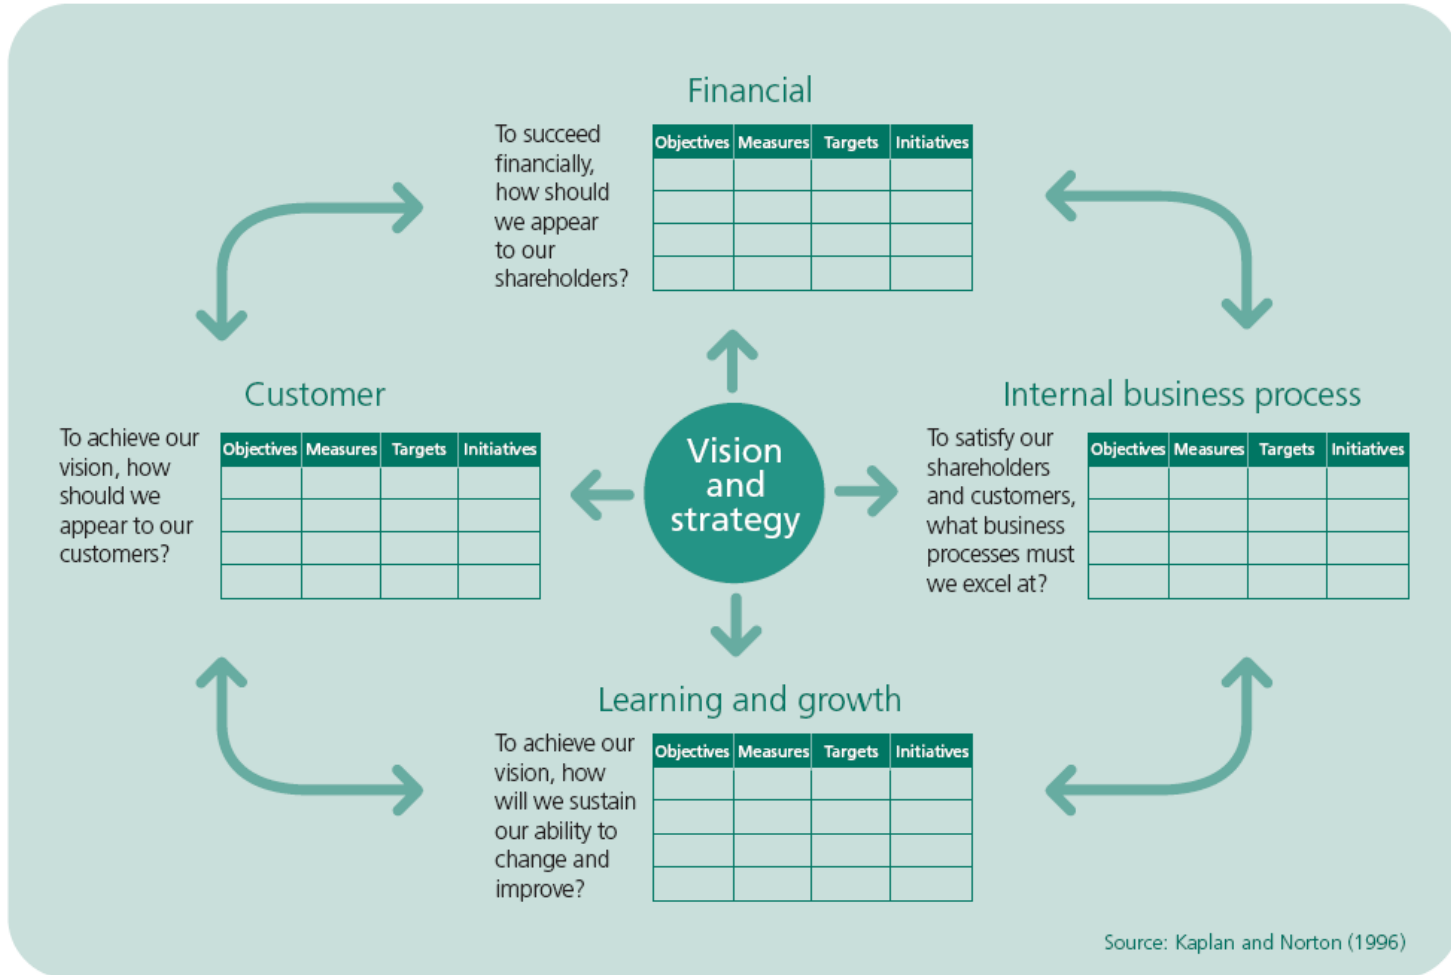 Financial
To succeed
financially,
how should
we appear
to our
shareholders?
Objectives Measures Targets Initiatives
Customer
To achieve our
vision, how
should we
appear to our
customers?
Objectives Measures Targets Initiatives
Vision
and
strategy
Internal business process
To satisfy our
shareholders
and customers,
what business
processes must
we excel at?
Objectives Measures Targets Initiatives
Learning and growth
To achieve our
vision, how
will we sustain
our ability to
change and
improve?
Objectives Measures Targets Initiatives
Source: Kaplan and Norton (1996)